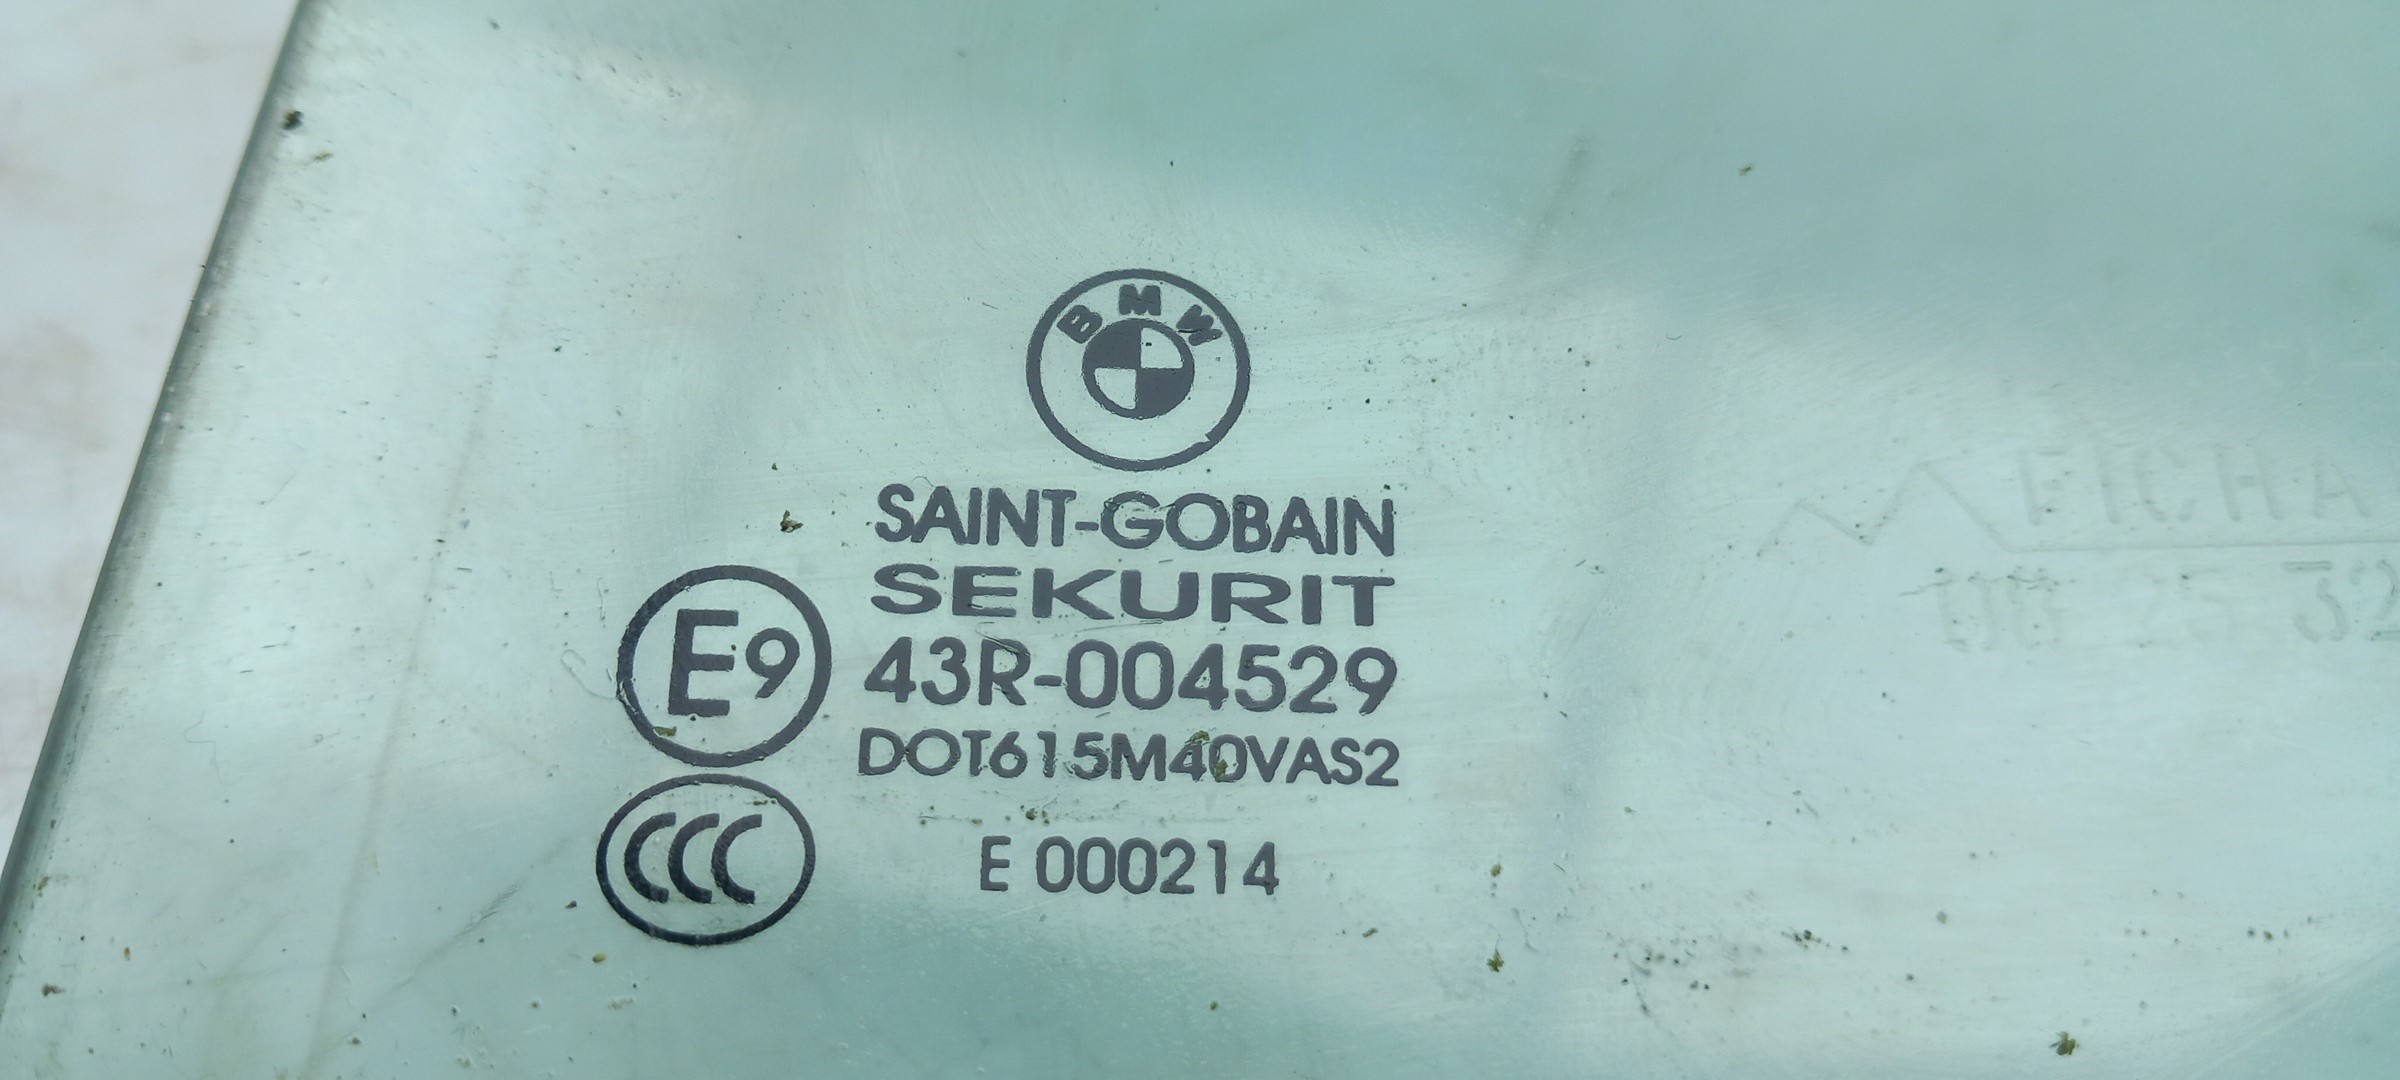 BMW
SAINT-GOBAIN
SEKURIT
E9
43R-004529
DOT615M40VAS2
CCC
E 000214